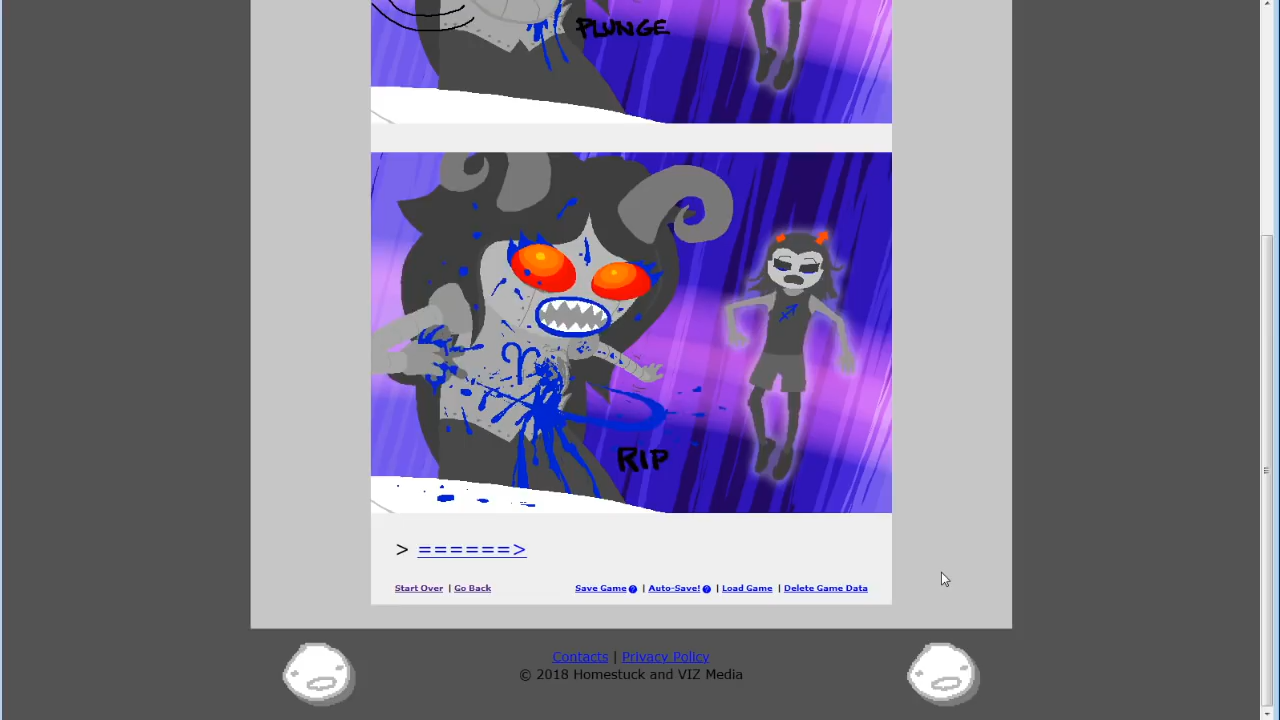 PLUNGE
RIP
> ======>
Start Over | Go Back Save Game ? | Auto-Save! ? | Load Game | Delete Game Data
Contacts | Privacy Policy
© 2018 Homestuck and VIZ Media